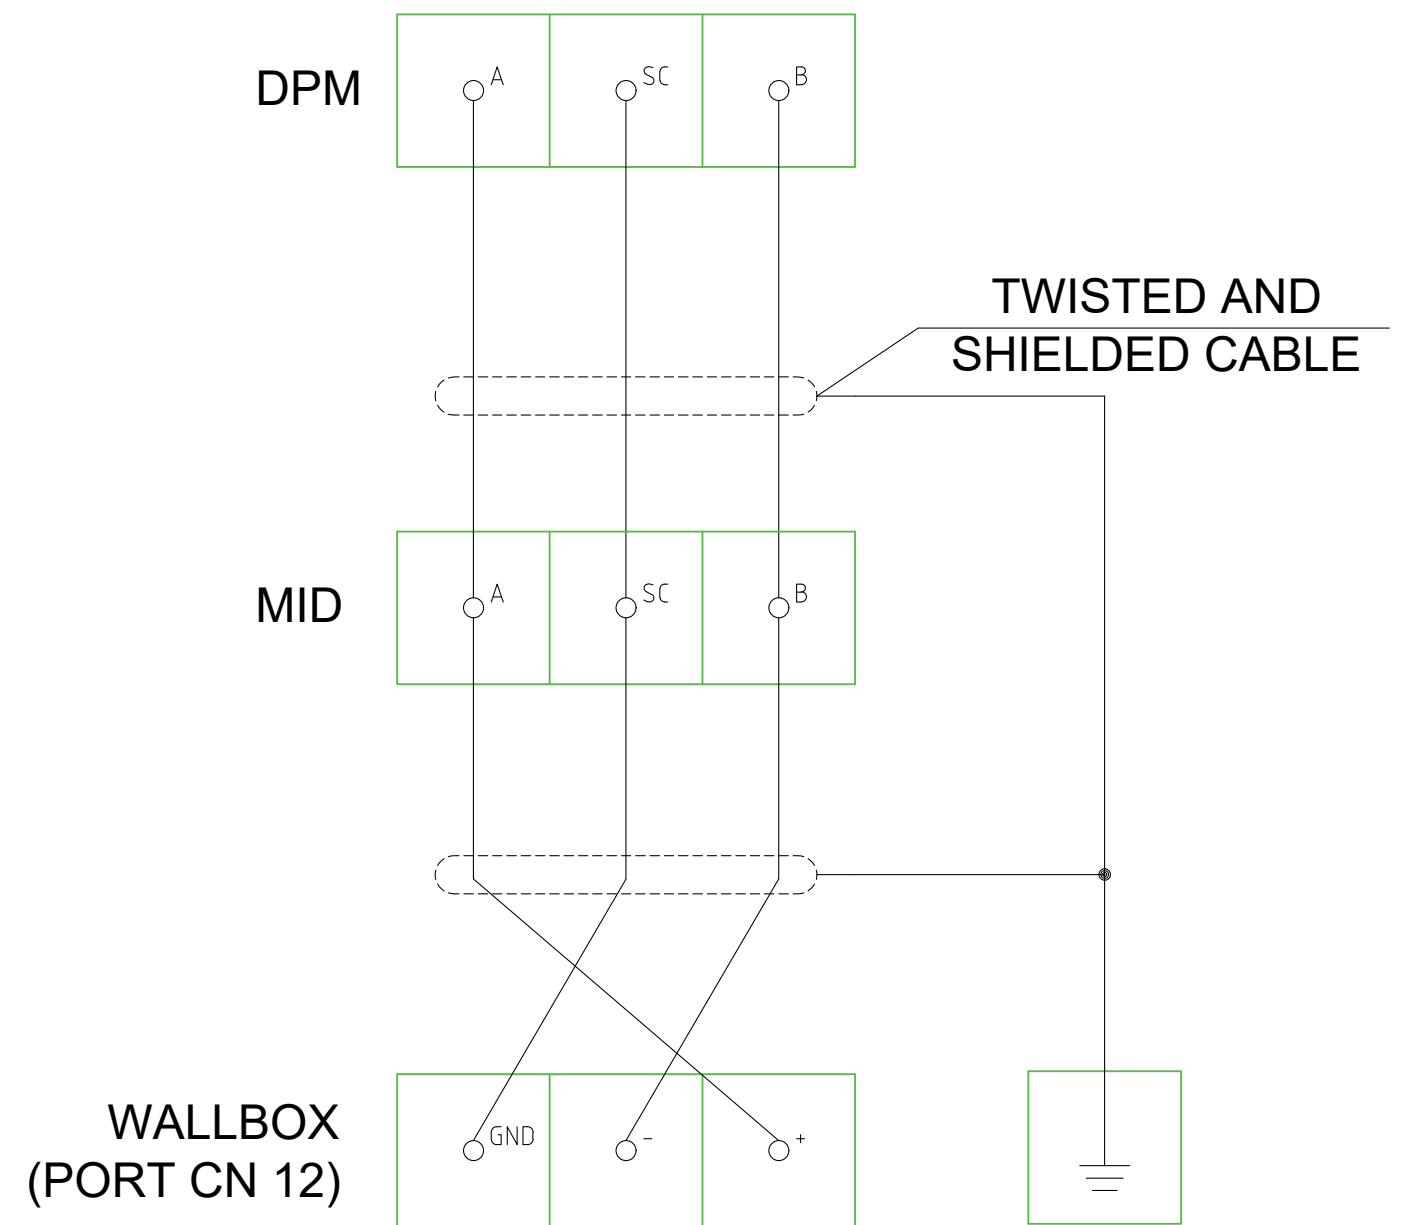 DPM
A SC B
TWISTED AND
SHIELDED CABLE
MID
A SC B
WALLBOX
(PORT CN 12)
GND - +